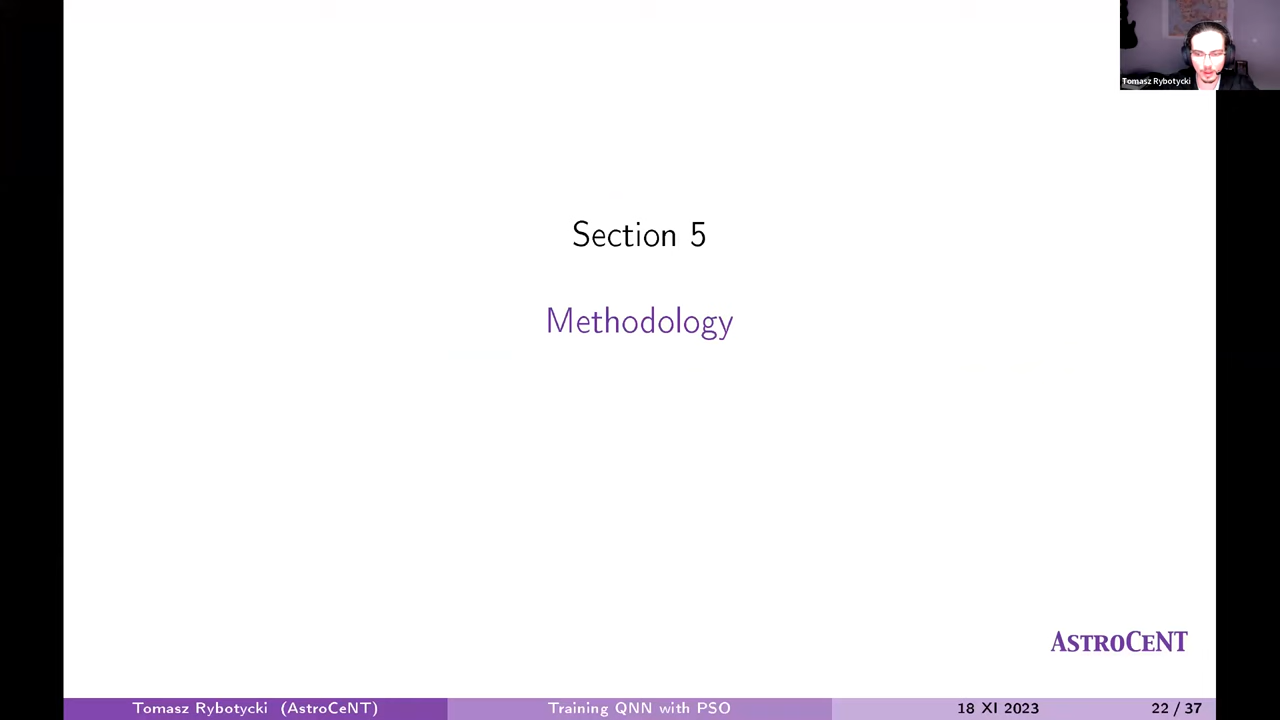 Tomasz Rybotycki
Section 5
Methodology
AstroCeNT
Tomasz Rybotycki (AstroCeNT) Training QNN with PSO 18 XI 2023 22 / 37